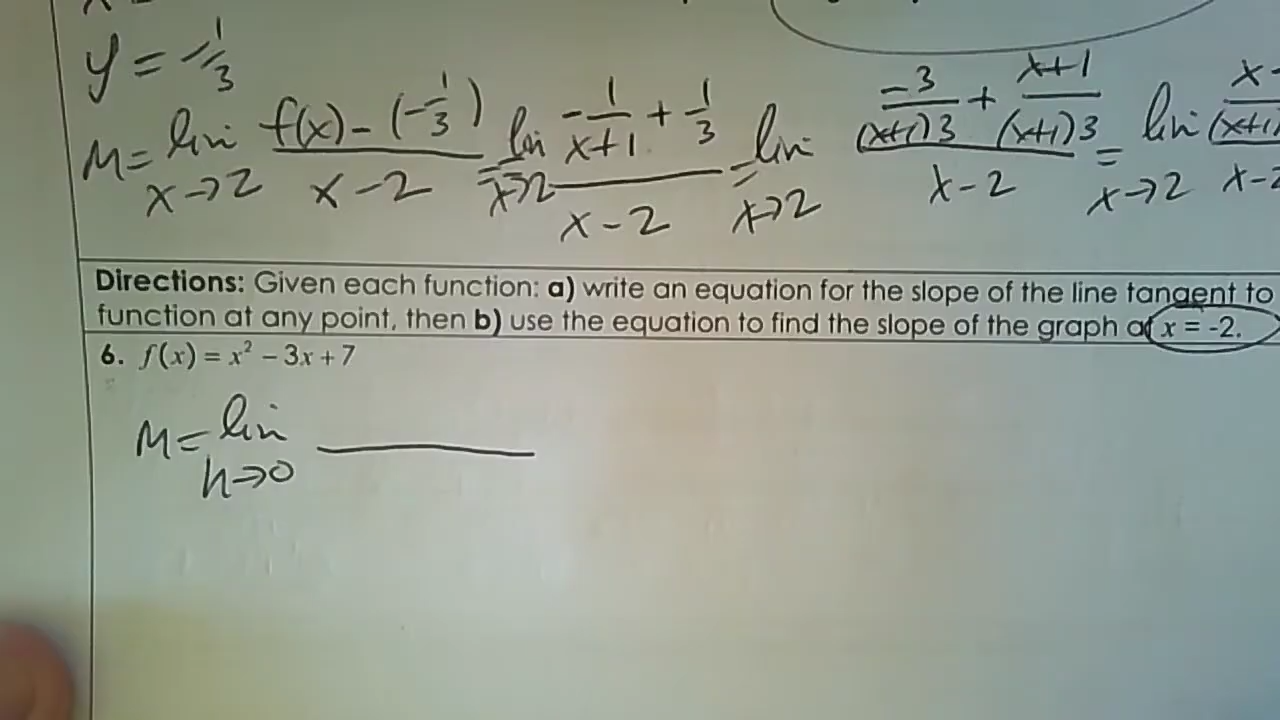 y = -1/3
M = lim x→2 (f(x) - (-1/3))/(x - 2) = lim x→2 (-1/(x+1) + 1/3)/(x - 2) = lim x→2 (-3/((x+1)3) + (x+1)/((x+1)3))/(x - 2) = lim x→2
Directions: Given each function: a) write an equation for the slope of the line tangent to
function at any point, then b) use the equation to find the slope of the graph at x = -2.
6. f(x) = x² - 3x + 7
M = lim h→0